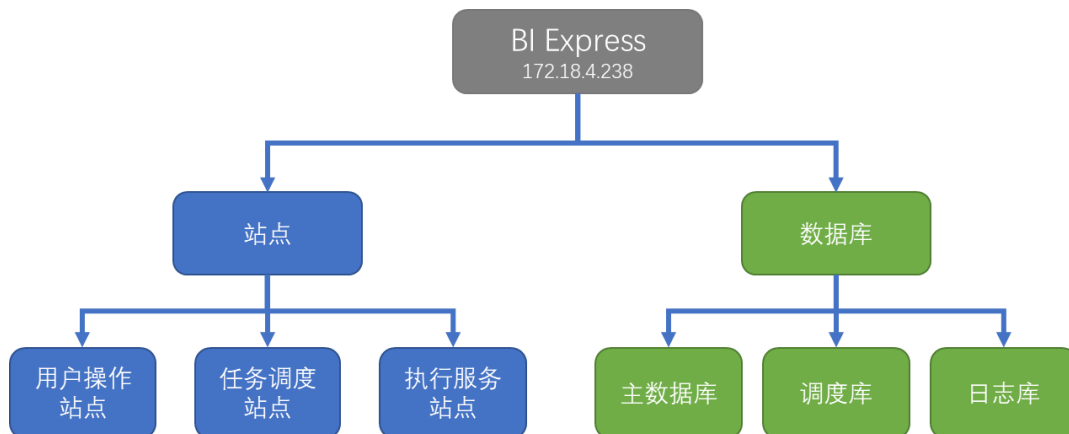 BI Express
172.18.4.238
站点
数据库
用户操作
站点
任务调度
站点
执行服务
站点
主数据库
调度库
日志库